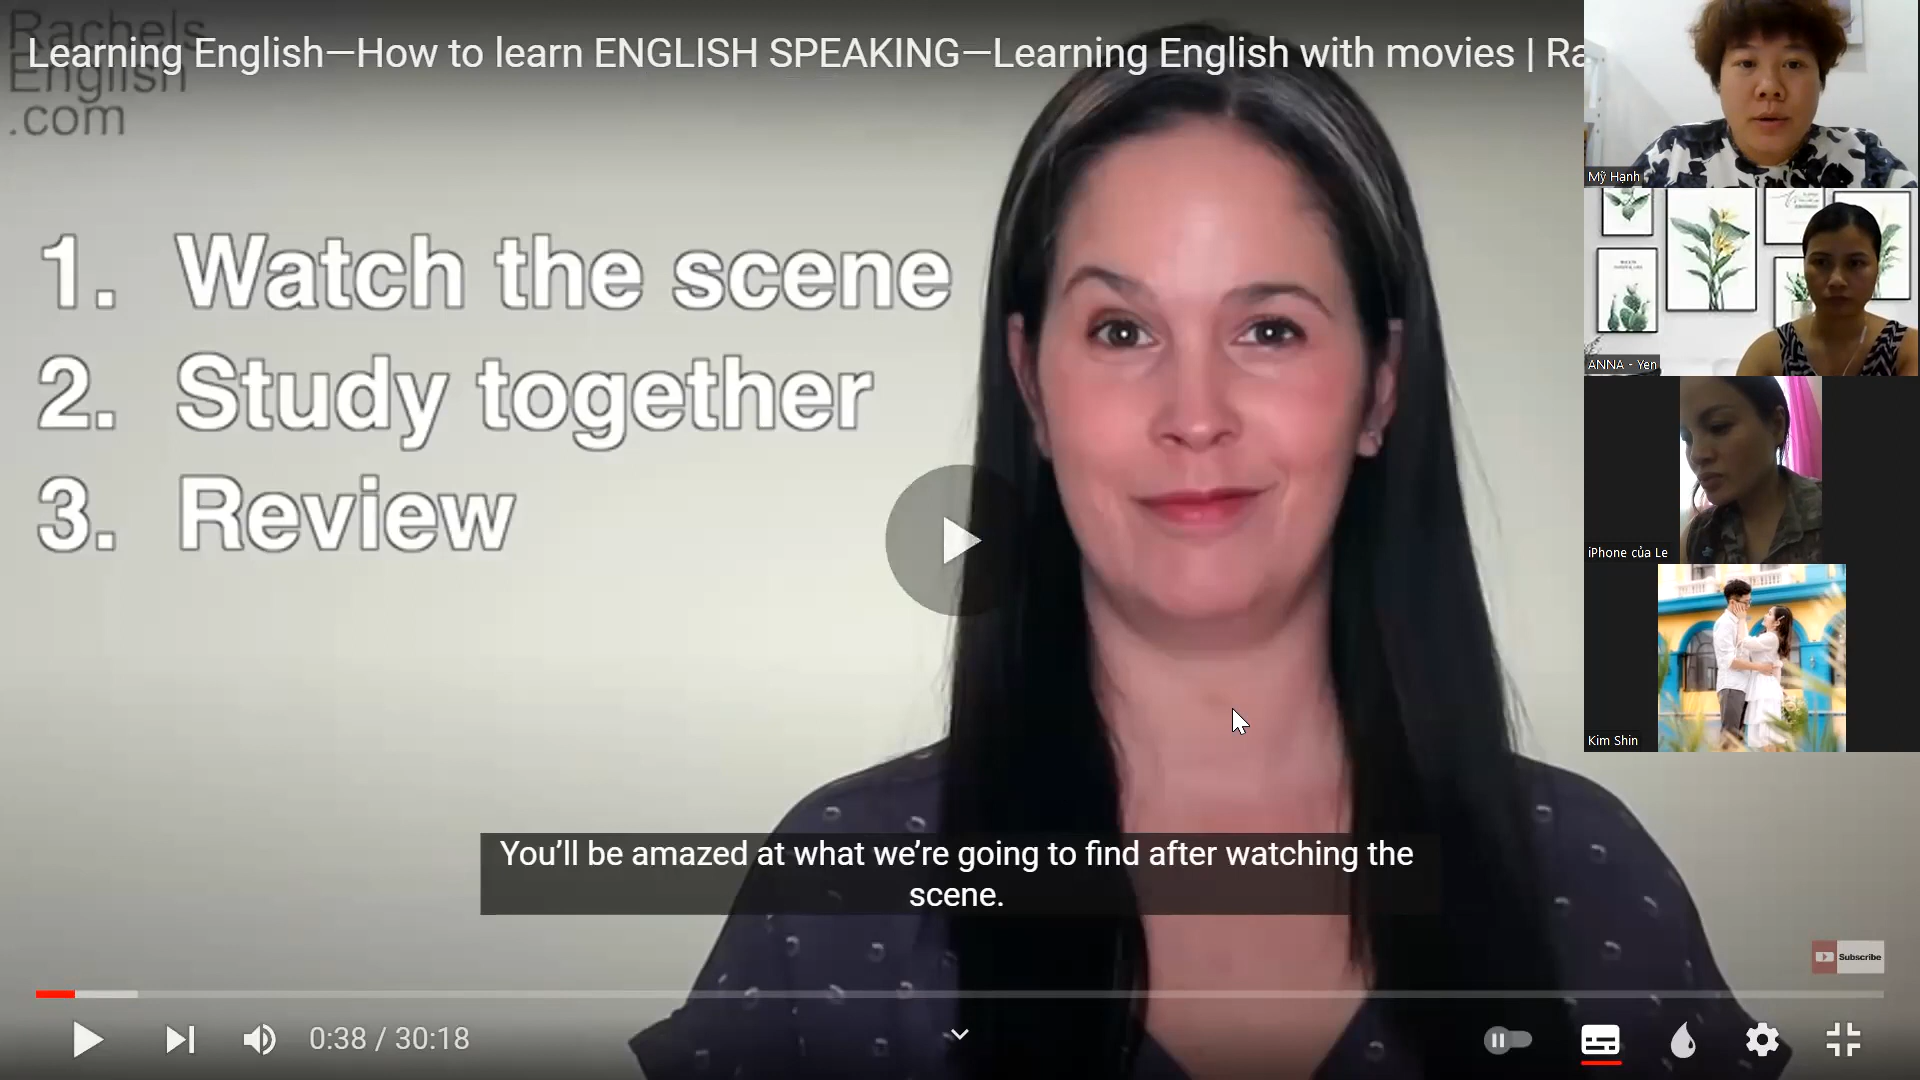 Rachels
English
.com
Learning English—How to learn ENGLISH SPEAKING—Learning English with movies | Ra
1. Watch the scene
2. Study together
3. Review
You’ll be amazed at what we’re going to find after watching the
scene.
Subscribe
0:38 / 30:18
Mỹ Hạnh
ANNA - Yen
iPhone của Le
Kim Shin